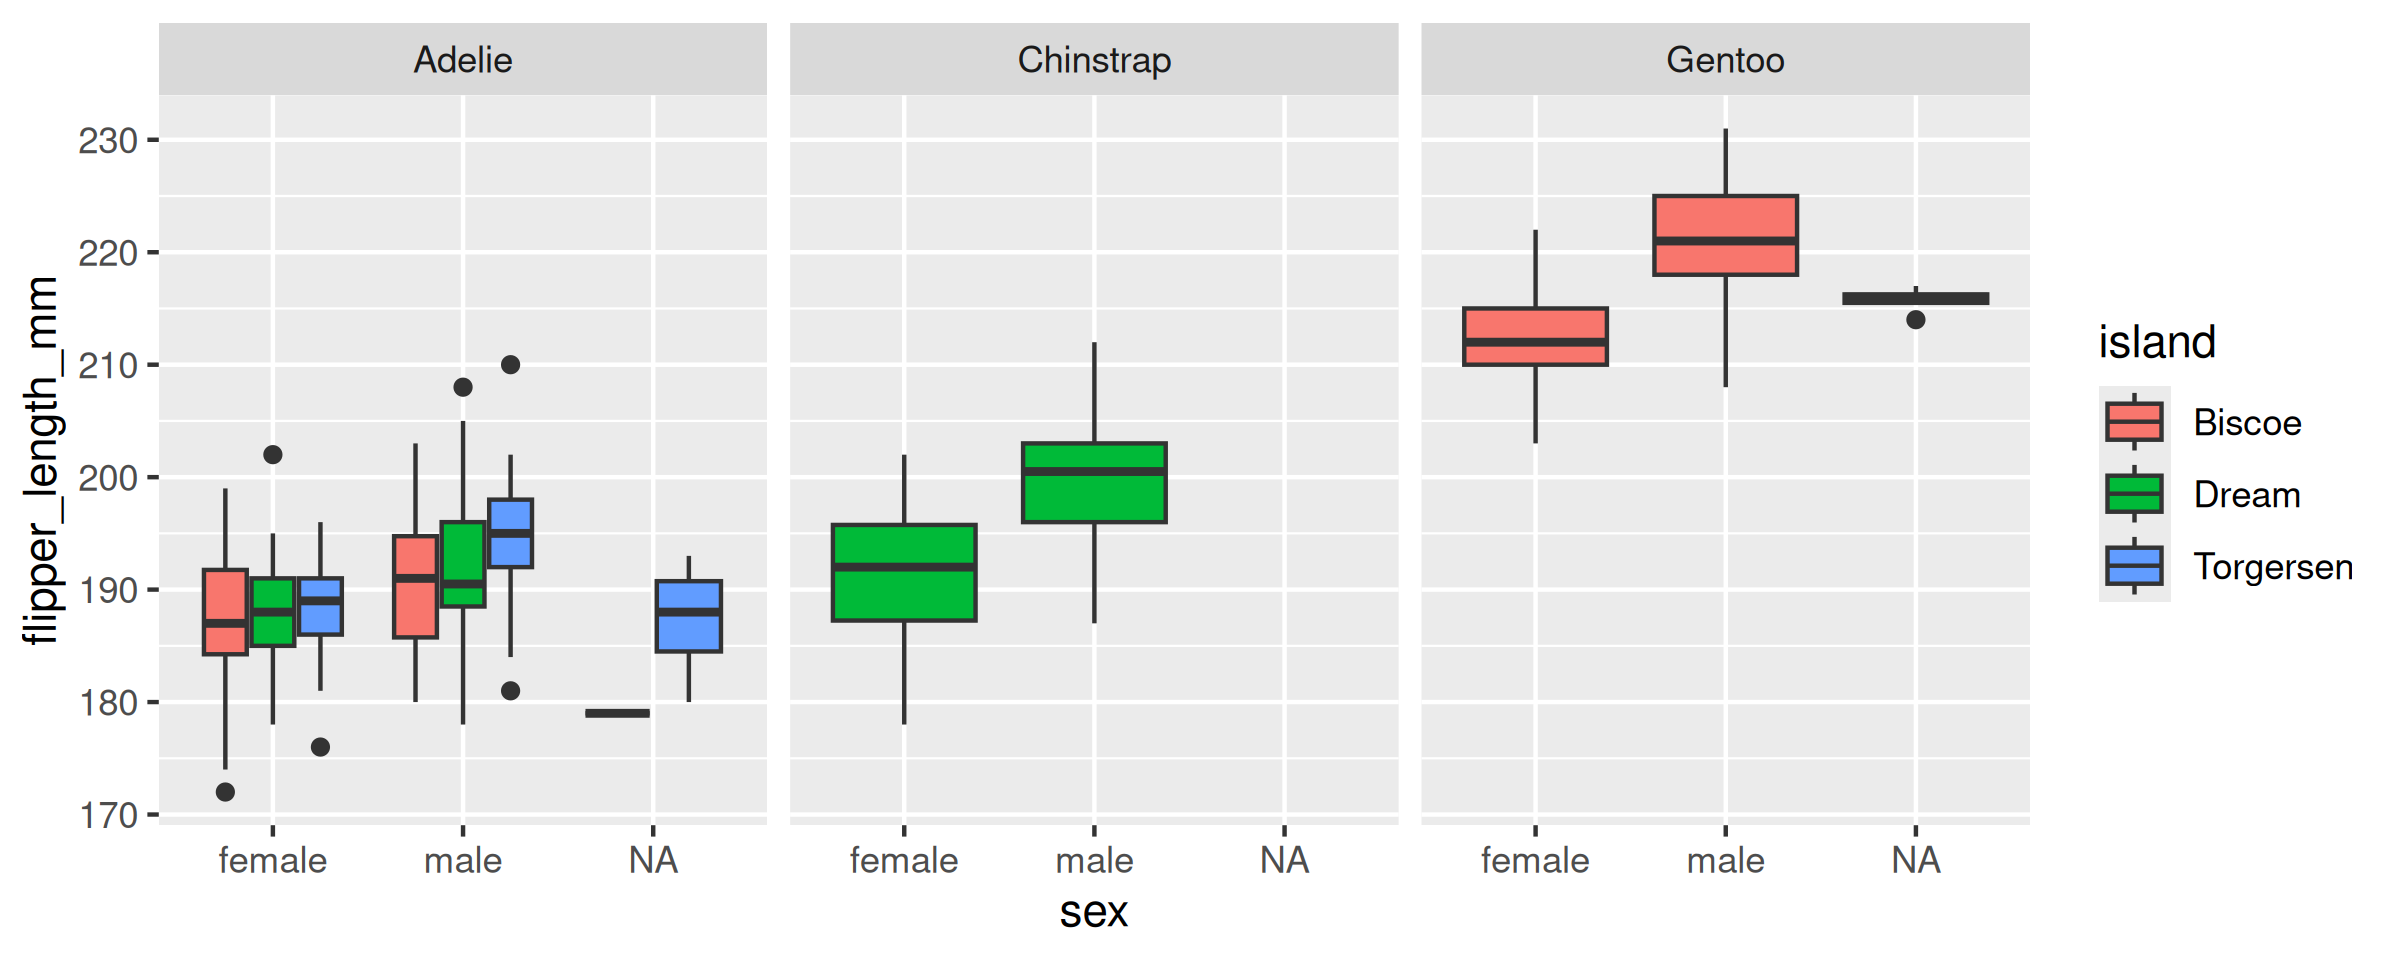 Adelie
Chinstrap
Gentoo
230
220
210
200
190
180
170
flipper_length_mm
female
male
NA
female
male
NA
female
male
NA
sex
island
Biscoe
Dream
Torgersen